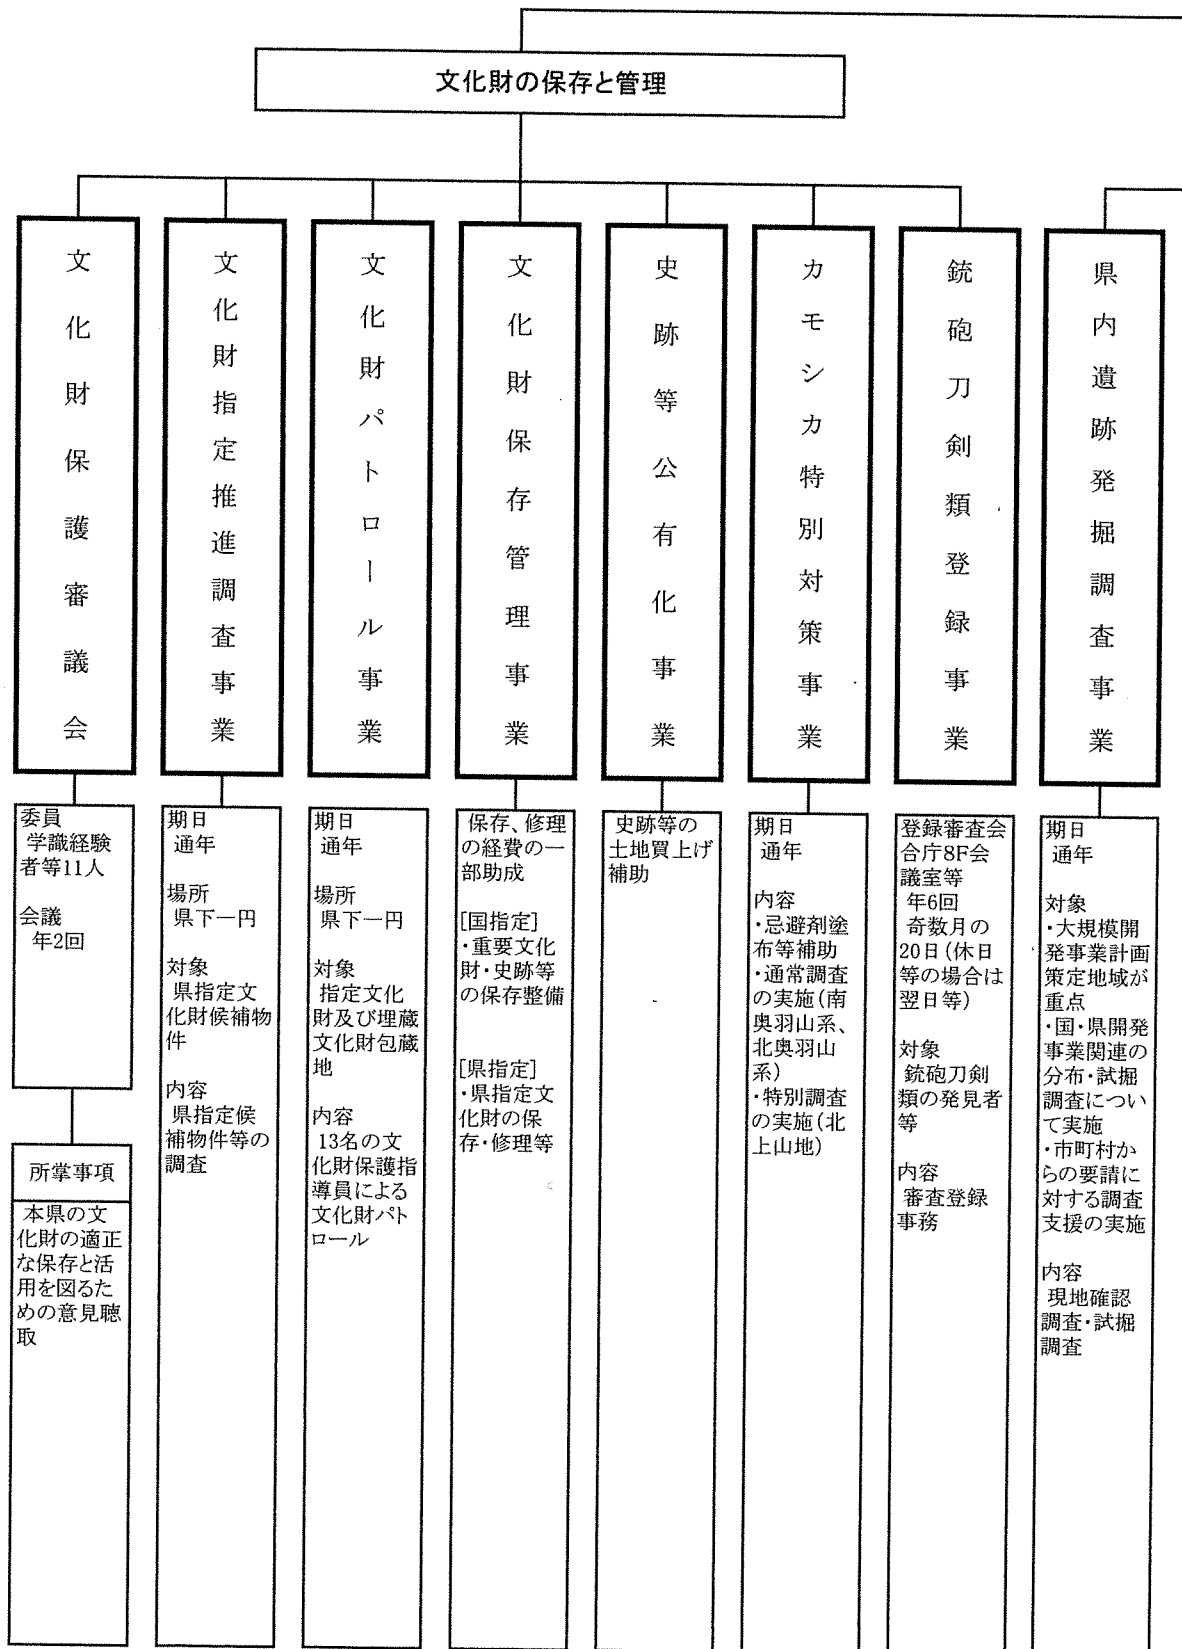 文化財の保存と管理
文化財保護審議会
委員
学識経験
者等11人
会議
年2回
所掌事項
本県の文
化財の適正
な保存と活
用を図るた
めの意見聴
取
文化財指定推進調査事業
期日
通年
場所
県下一円
対象
県指定文
化財候補物
件
内容
県指定候
補物件等の
調査
文化財パトロール事業
期日
通年
場所
県下一円
対象
指定文化
財及び埋蔵
文化財包蔵
地
内容
13名の文
化財保護指
導員による
文化財パト
ロール
文化財保存管理事業
保存、修理
の経費の一
部助成
[国指定]
・重要文化
財・史跡等
の保存整備
[県指定]
・県指定文
化財の保
存・修理等
史跡等公有化事業
史跡等の
土地買上げ
補助
カモシカ特別対策事業
期日
通年
内容
・忌避剤塗
布等補助
・通常調査
の実施(南
奥羽山系、
北奥羽山
系)
・特別調査
の実施(北
上山地)
銃砲刀剣類登録事業
登録審査会
合庁8F会
議室等
年6回
奇数月の
20日(休日
等の場合は
翌日等)
対象
銃砲刀剣
類の発見者
等
内容
審査登録
事務
県内遺跡発掘調査事業
期日
通年
対象
・大規模開
発事業計画
策定地域が
重点
・国・県開発
事業関連の
分布・試掘
調査につい
て実施
・市町村か
らの要請に
対する調査
支援の実施
内容
現地確認
調査・試掘
調査